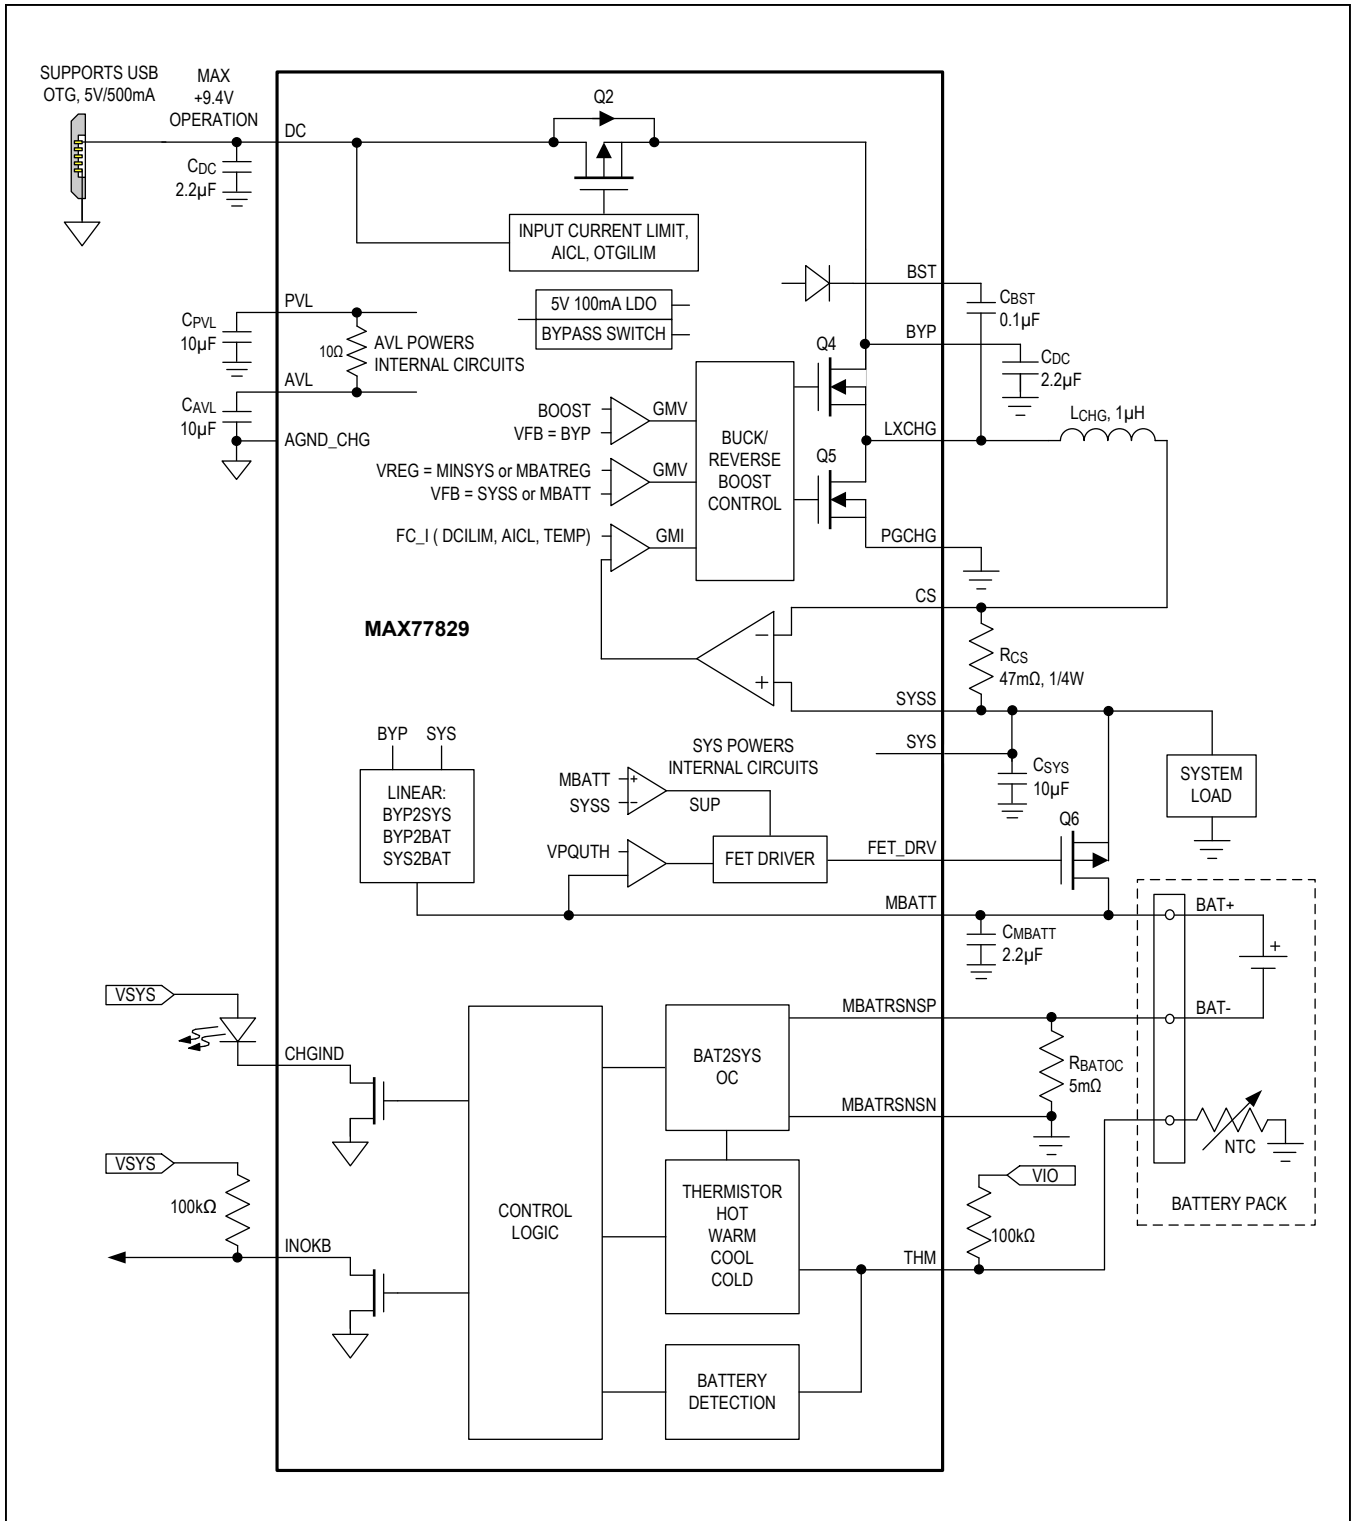 SUPPORTS USB
OTG, 5V/500mA
MAX
+9.4V
OPERATION
DC
CDC
2.2µF
Q2
INPUT CURRENT LIMIT,
AICL, OTGILIM
5V 100mA LDO
BYPASS SWITCH
BST
CBST
0.1µF
BYP
CDC
2.2µF
PVL
CPVL
10µF
10Ω
AVL POWERS
INTERNAL CIRCUITS
AVL
CAVL
10µF
AGND_CHG
Q4
BOOST
VFB = BYP
GMV
VREG = MINSYS or MBATREG
VFB = SYSS or MBATT
GMV
FC_I ( DCILIM, AICL, TEMP)
GMI
BUCK/
REVERSE
BOOST
CONTROL
Q5
LXCHG
LCHG, 1µH
PGCHG
CS
MAX77829
−
+
RCS
47mΩ, 1/4W
SYSS
SYS
BYP SYS
LINEAR:
BYP2SYS
BYP2BAT
SYS2BAT
SYS POWERS
INTERNAL CIRCUITS
MBATT
SYSS
+
−
SUP
VPQUTH
FET DRIVER
FET_DRV
CSYS
10µF
SYSTEM
LOAD
Q6
MBATT
CMBATT
2.2µF
BAT+
+
BAT-
VSYS
CHGIND
VSYS
100kΩ
INOKB
CONTROL
LOGIC
BAT2SYS
OC
MBATRSNSP
MBATRSNSN
RBATOC
5mΩ
THERMISTOR
HOT
WARM
COOL
COLD
THM
VIO
100kΩ
NTC
BATTERY PACK
BATTERY
DETECTION